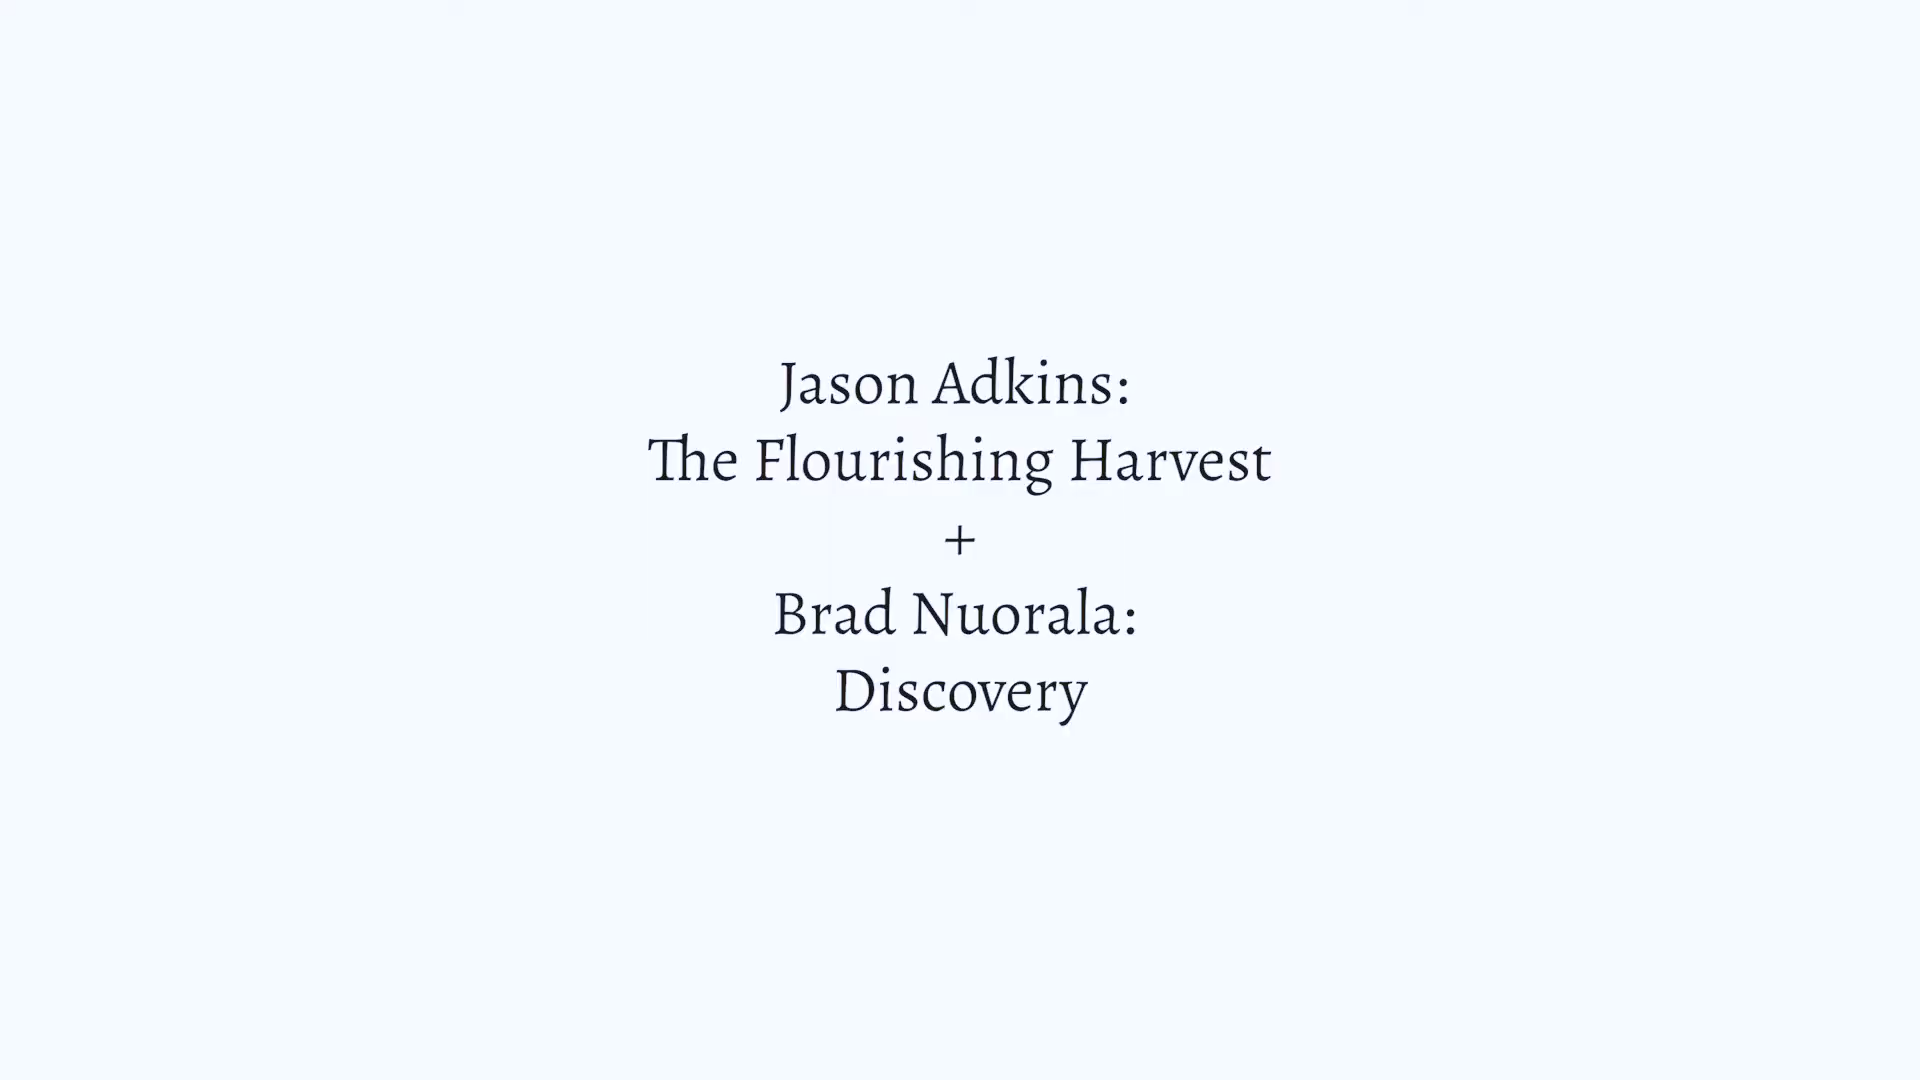 Jason Adkins:
The Flourishing Harvest
+
Brad Nuorala:
Discovery